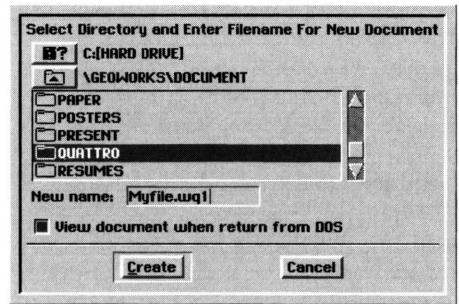 Select Directory and Enter Filename For New Document
?  C:[HARD DRIVE]
\GEOWORKS\DOCUMENT
PAPER
POSTERS
PRESENT
QUATTRO
RESUMES
New name: Myfile.wq1
View document when return from DOS
Create Cancel